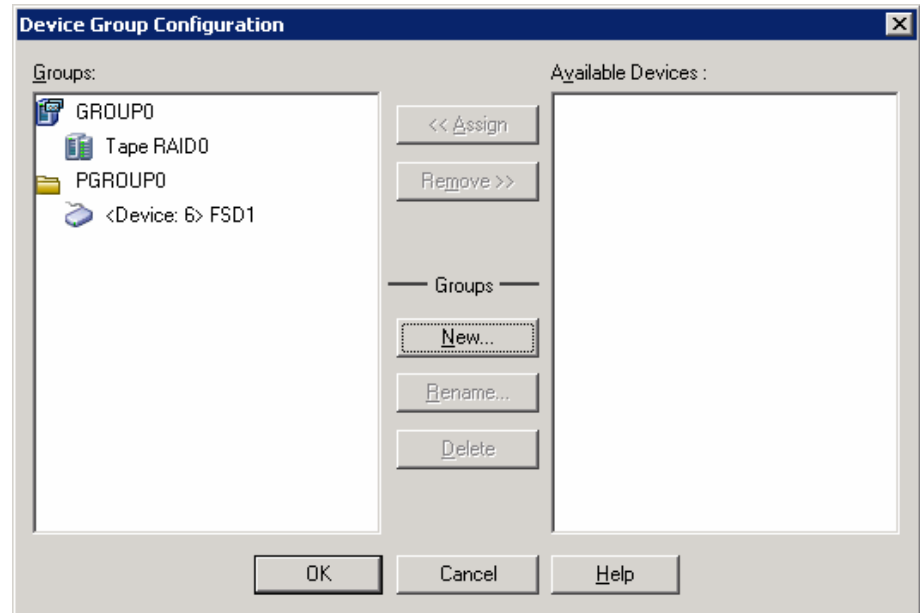 Device Group Configuration
Groups:
Available Devices :
GROUP0
Tape RAID0
PGROUP0
<Device: 6> FSD1
<< Assign
Remove >>
Groups
New...
Rename...
Delete
OK
Cancel
Help